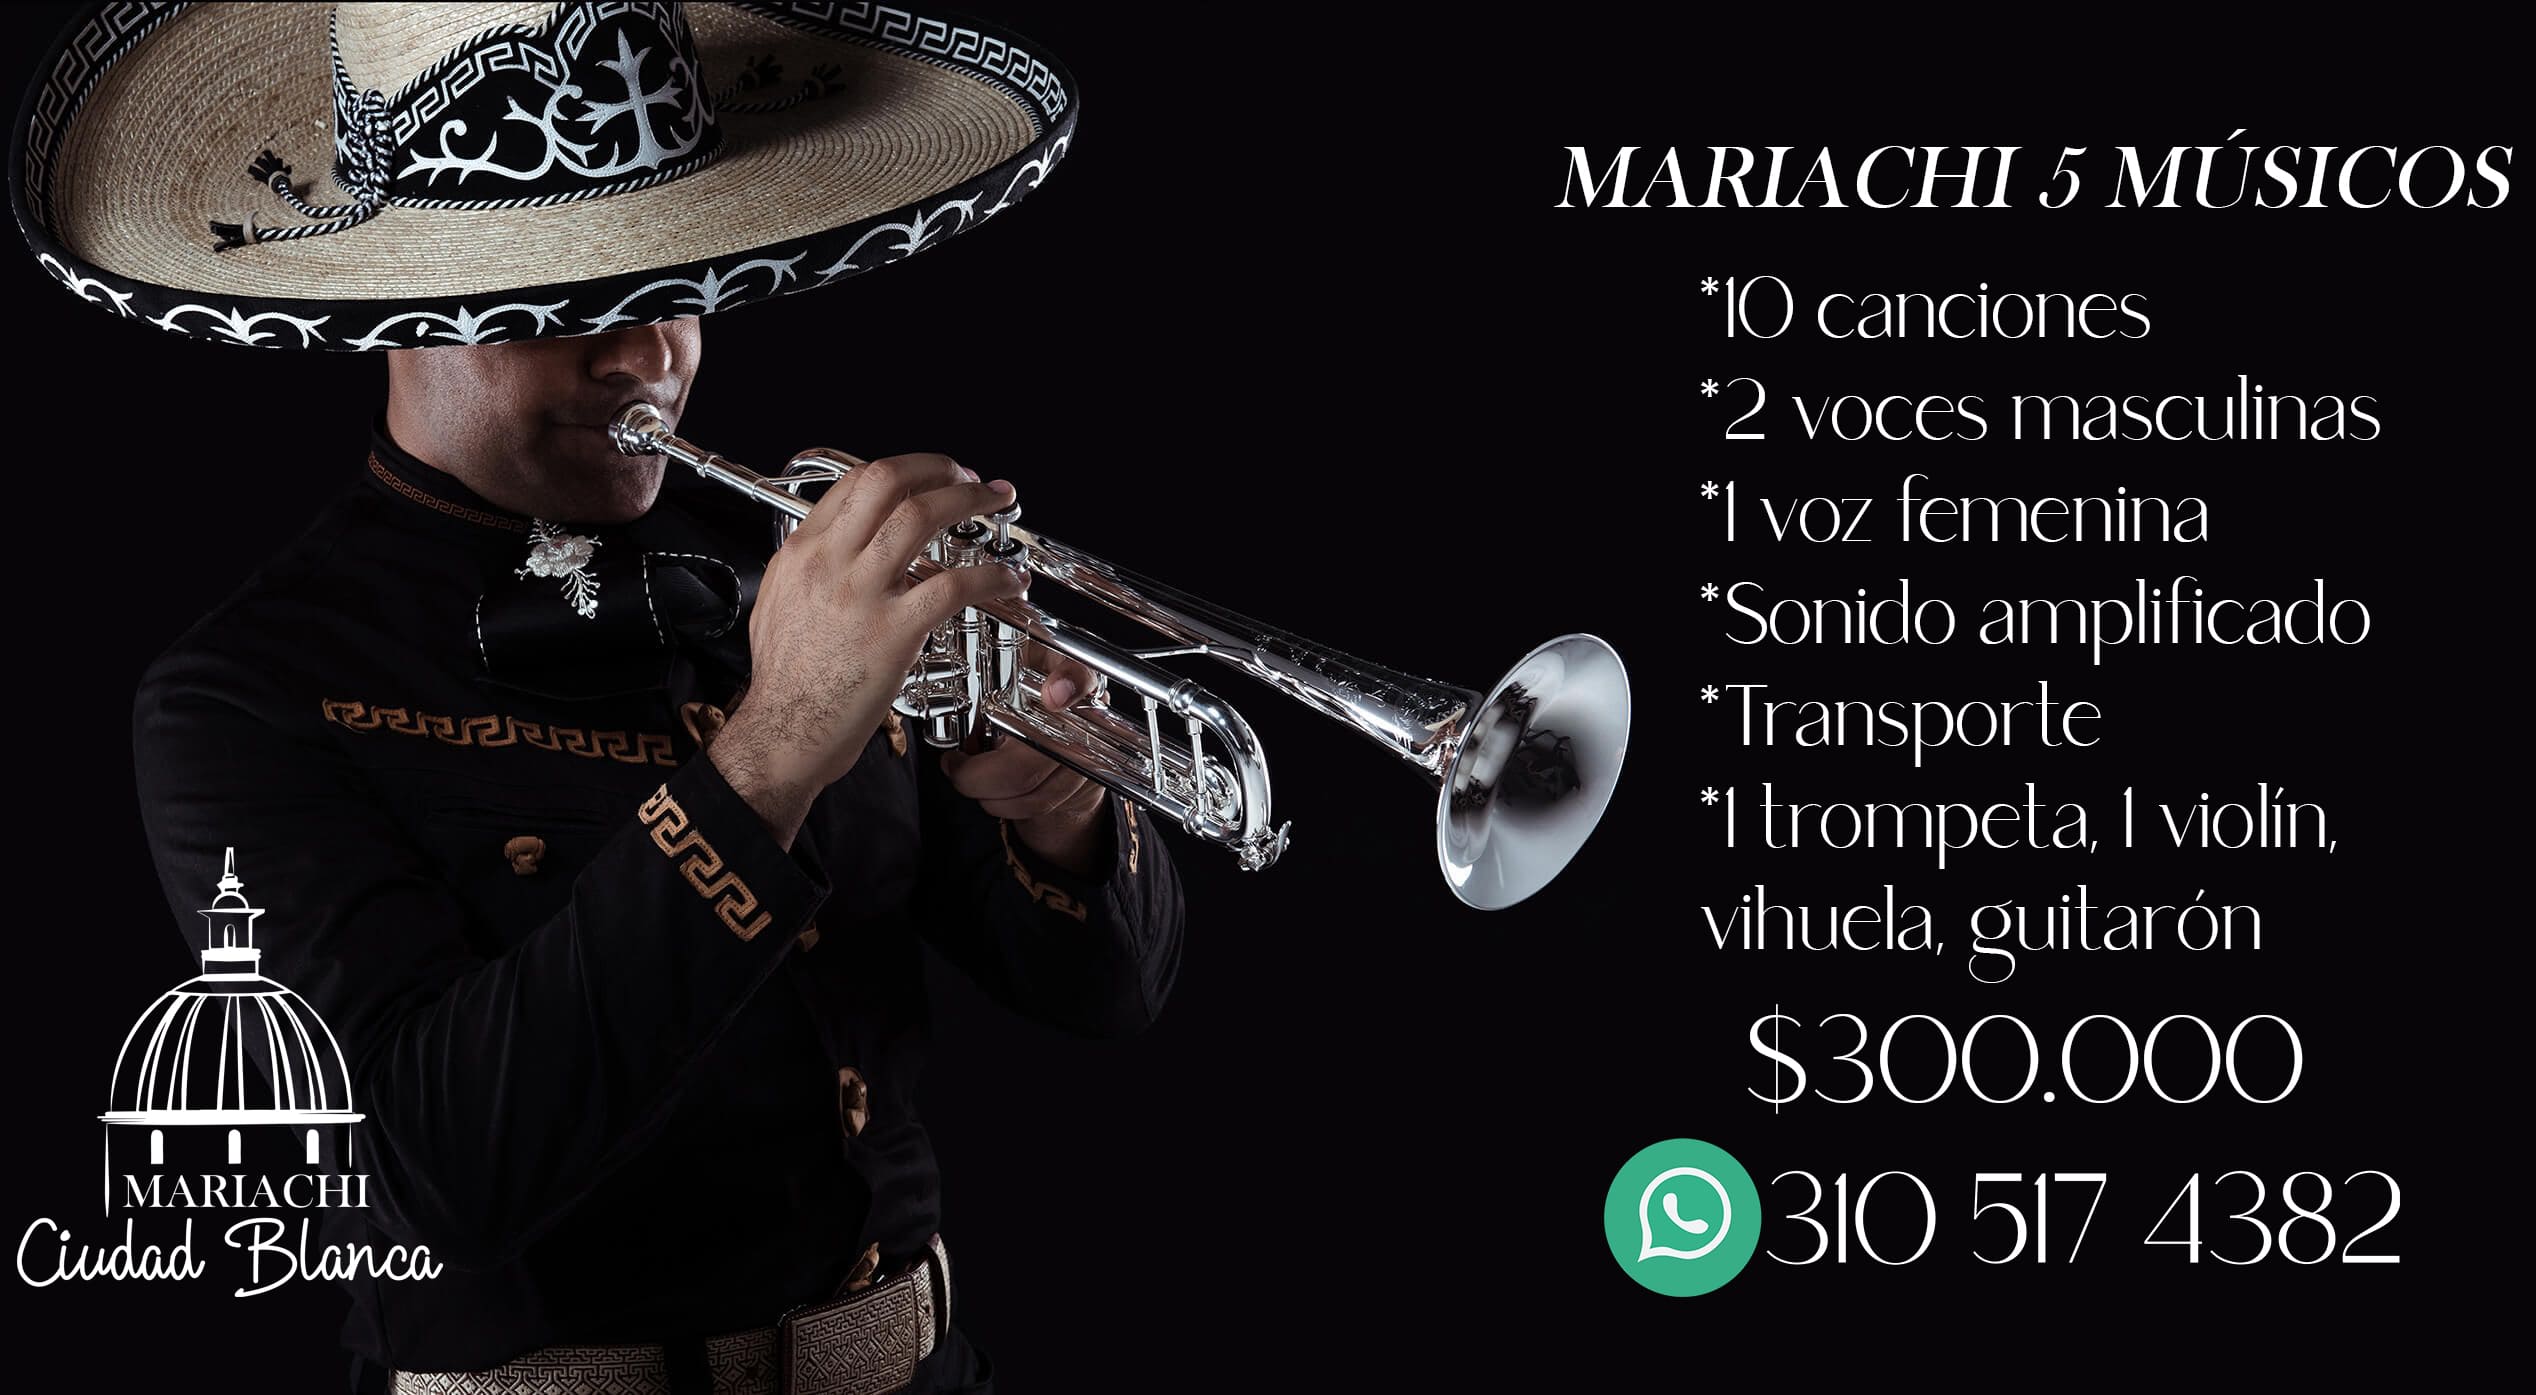 MARIACHI 5 MÚSICOS
*10 canciones
*2 voces masculinas
*1 voz femenina
*Sonido amplificado
*Transporte
*1 trompeta, 1 violín,
vihuela, guitarón
$300.000
310 517 4382
MARIACHI
Ciudad Blanca